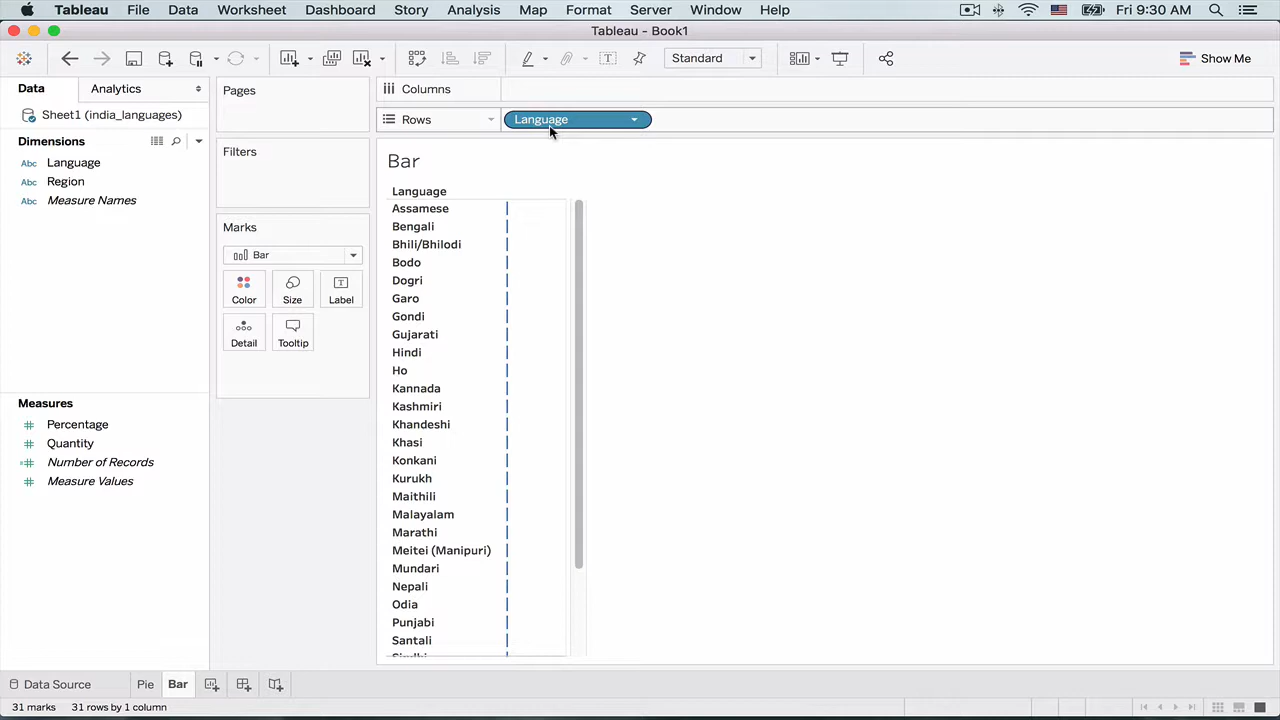 Tableau File Data Worksheet Dashboard Story Analysis Map Format Server Window Help Fri 9:30 AM
Tableau - Book1
Standard Show Me
Data Analytics
Pages
Columns
Sheet1 (india_languages)
Rows Language
Dimensions
Filters
Language
Region
Measure Names
Bar
Language
Marks
Bar
Color Size Label
Detail Tooltip
Assamese
Bengali
Bhili/Bhilodi
Bodo
Dogri
Garo
Gondi
Gujarati
Hindi
Ho
Kannada
Kashmiri
Khandeshi
Khasi
Konkani
Kurukh
Maithili
Malayalam
Marathi
Meitei (Manipuri)
Mundari
Nepali
Odia
Punjabi
Santali
Measures
Percentage
Quantity
Number of Records
Measure Values
Data Source Pie Bar
31 marks 31 rows by 1 column